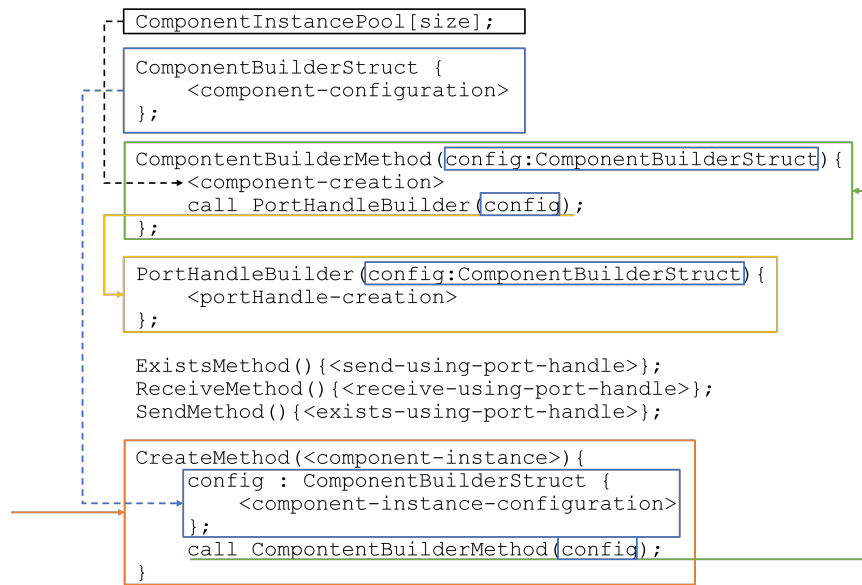 ComponentInstancePool[size];
ComponentBuilderStruct {
<component-configuration>
};
CompontentBuilderMethod(config:ComponentBuilderStruct){
<component-creation>
call PortHandleBuilder(config);
};
PortHandleBuilder(config:ComponentBuilderStruct){
<portHandle-creation>
};
ExistsMethod(){<send-using-port-handle>};
ReceiveMethod(){<receive-using-port-handle>};
SendMethod(){<exists-using-port-handle>};
CreateMethod(<component-instance>){
config : ComponentBuilderStruct {
<component-instance-configuration>
};
call CompontentBuilderMethod(config);
}